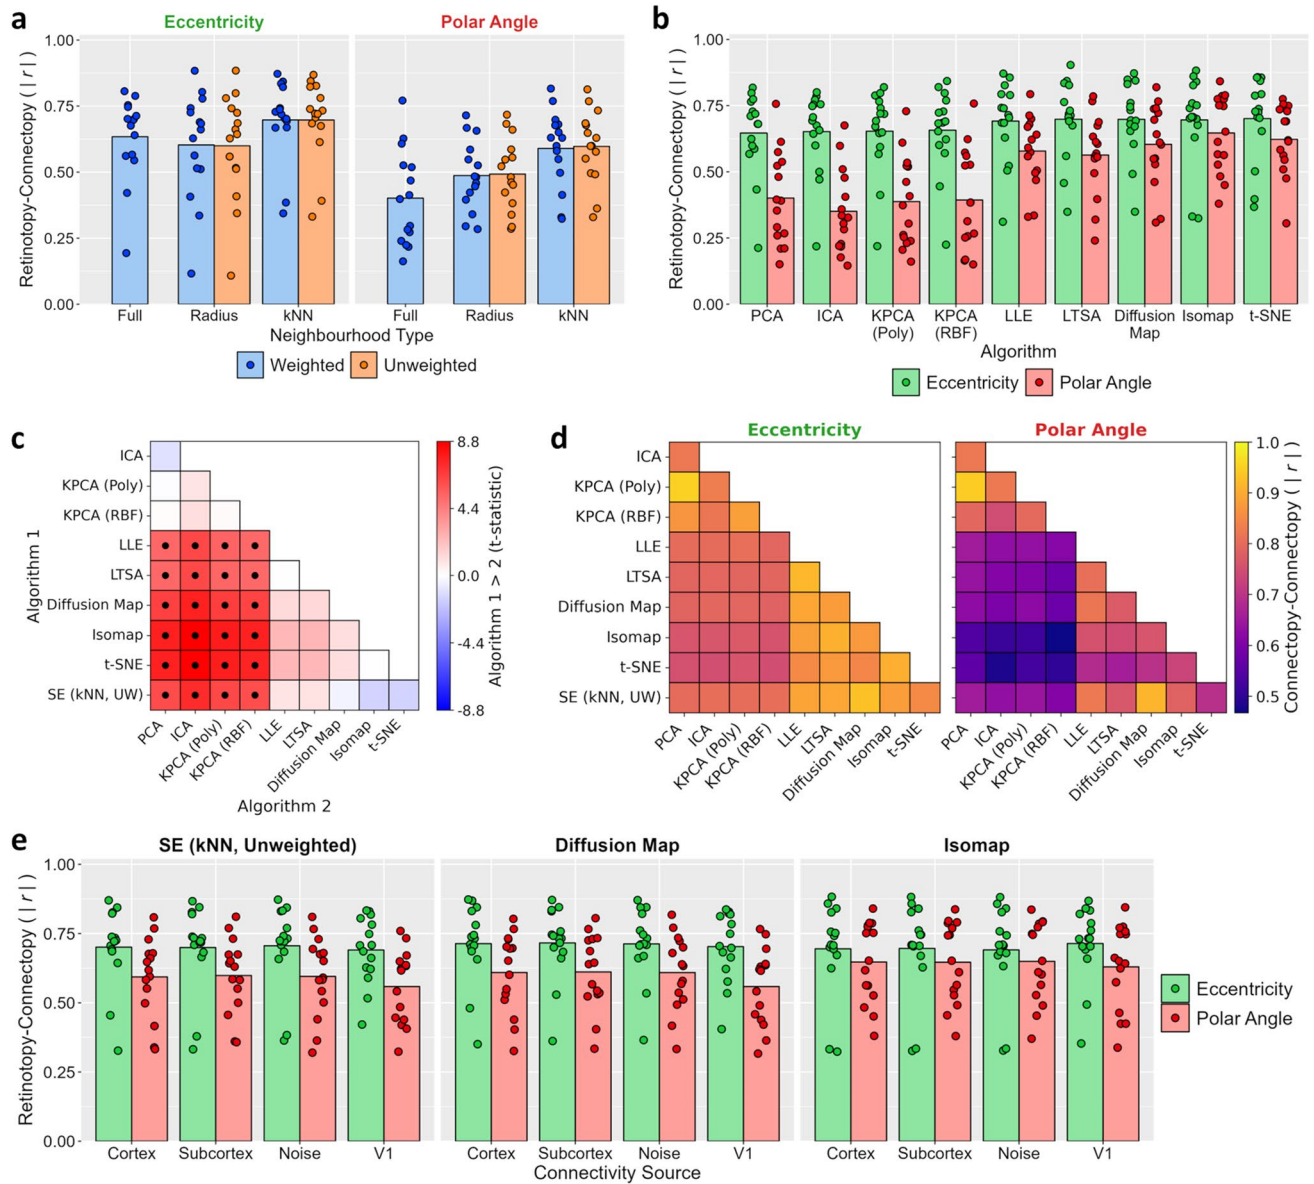 a
Eccentricity
Polar Angle
Retinotopy-Connectopy ( | r | )
1.00
0.75
0.50
0.25
0.00
Full
Radius
kNN
Full
Radius
kNN
Neighbourhood Type
Weighted
Unweighted
b
Retinotopy-Connectopy ( | r | )
1.00
0.75
0.50
0.25
0.00
PCA
ICA
KPCA
(Poly)
KPCA
(RBF)
LLE
LTSA
Diffusion
Map
Isomap
t-SNE
Algorithm
Eccentricity
Polar Angle
c
Algorithm 1
ICA
KPCA (Poly)
KPCA (RBF)
LLE
LTSA
Diffusion Map
Isomap
t-SNE
SE (kNN, UW)
PCA
ICA
KPCA (Poly)
KPCA (RBF)
LLE
LTSA
Diffusion Map
Isomap
t-SNE
Algorithm 2
8.8
4.4
0.0
-4.4
-8.8
Algorithm 1 > 2 (t-statistic)
d
Eccentricity
Polar Angle
ICA
KPCA (Poly)
KPCA (RBF)
LLE
LTSA
Diffusion Map
Isomap
t-SNE
SE (kNN, UW)
PCA
ICA
KPCA (Poly)
KPCA (RBF)
LLE
LTSA
Diffusion Map
Isomap
t-SNE
PCA
ICA
KPCA (Poly)
KPCA (RBF)
LLE
LTSA
Diffusion Map
Isomap
t-SNE
1.0
0.9
0.8
0.7
0.6
0.5
Connectopy-Connectopy ( | r | )
e
SE (kNN, Unweighted)
Diffusion Map
Isomap
Retinotopy-Connectopy ( | r | )
1.00
0.75
0.50
0.25
0.00
Cortex
Subcortex
Noise
V1
Cortex
Subcortex
Noise
V1
Cortex
Subcortex
Noise
V1
Connectivity Source
Eccentricity
Polar Angle